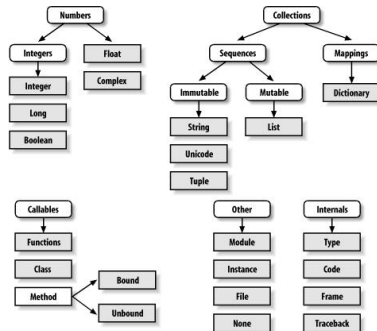 Numbers
Integers
Float
Integer
Complex
Long
Boolean
Collections
Sequences
Mappings
Immutable
Mutable
Dictionary
String
List
Unicode
Tuple
Callables
Functions
Class
Method
Bound
Unbound
Other
Module
Instance
File
None
Internals
Type
Code
Frame
Traceback